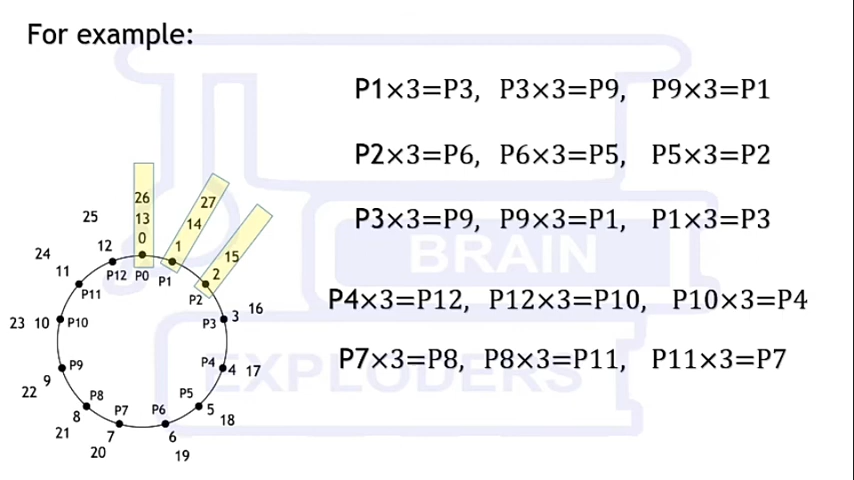 For example:
P1×3=P3, P3×3=P9, P9×3=P1
P2×3=P6, P6×3=P5, P5×3=P2
P3×3=P9, P9×3=P1, P1×3=P3
P4×3=P12, P12×3=P10, P10×3=P4
P7×3=P8, P8×3=P11, P11×3=P7
26
13
0
P0
27
14
1
P1
15
2
P2
16
3
P3
17
4
P4
18
5
P5
19
6
P6
20
7
P7
21
8
P8
22
9
P9
23
10
P10
24
11
P11
25
12
P12
BRAIN
EXPLODERS